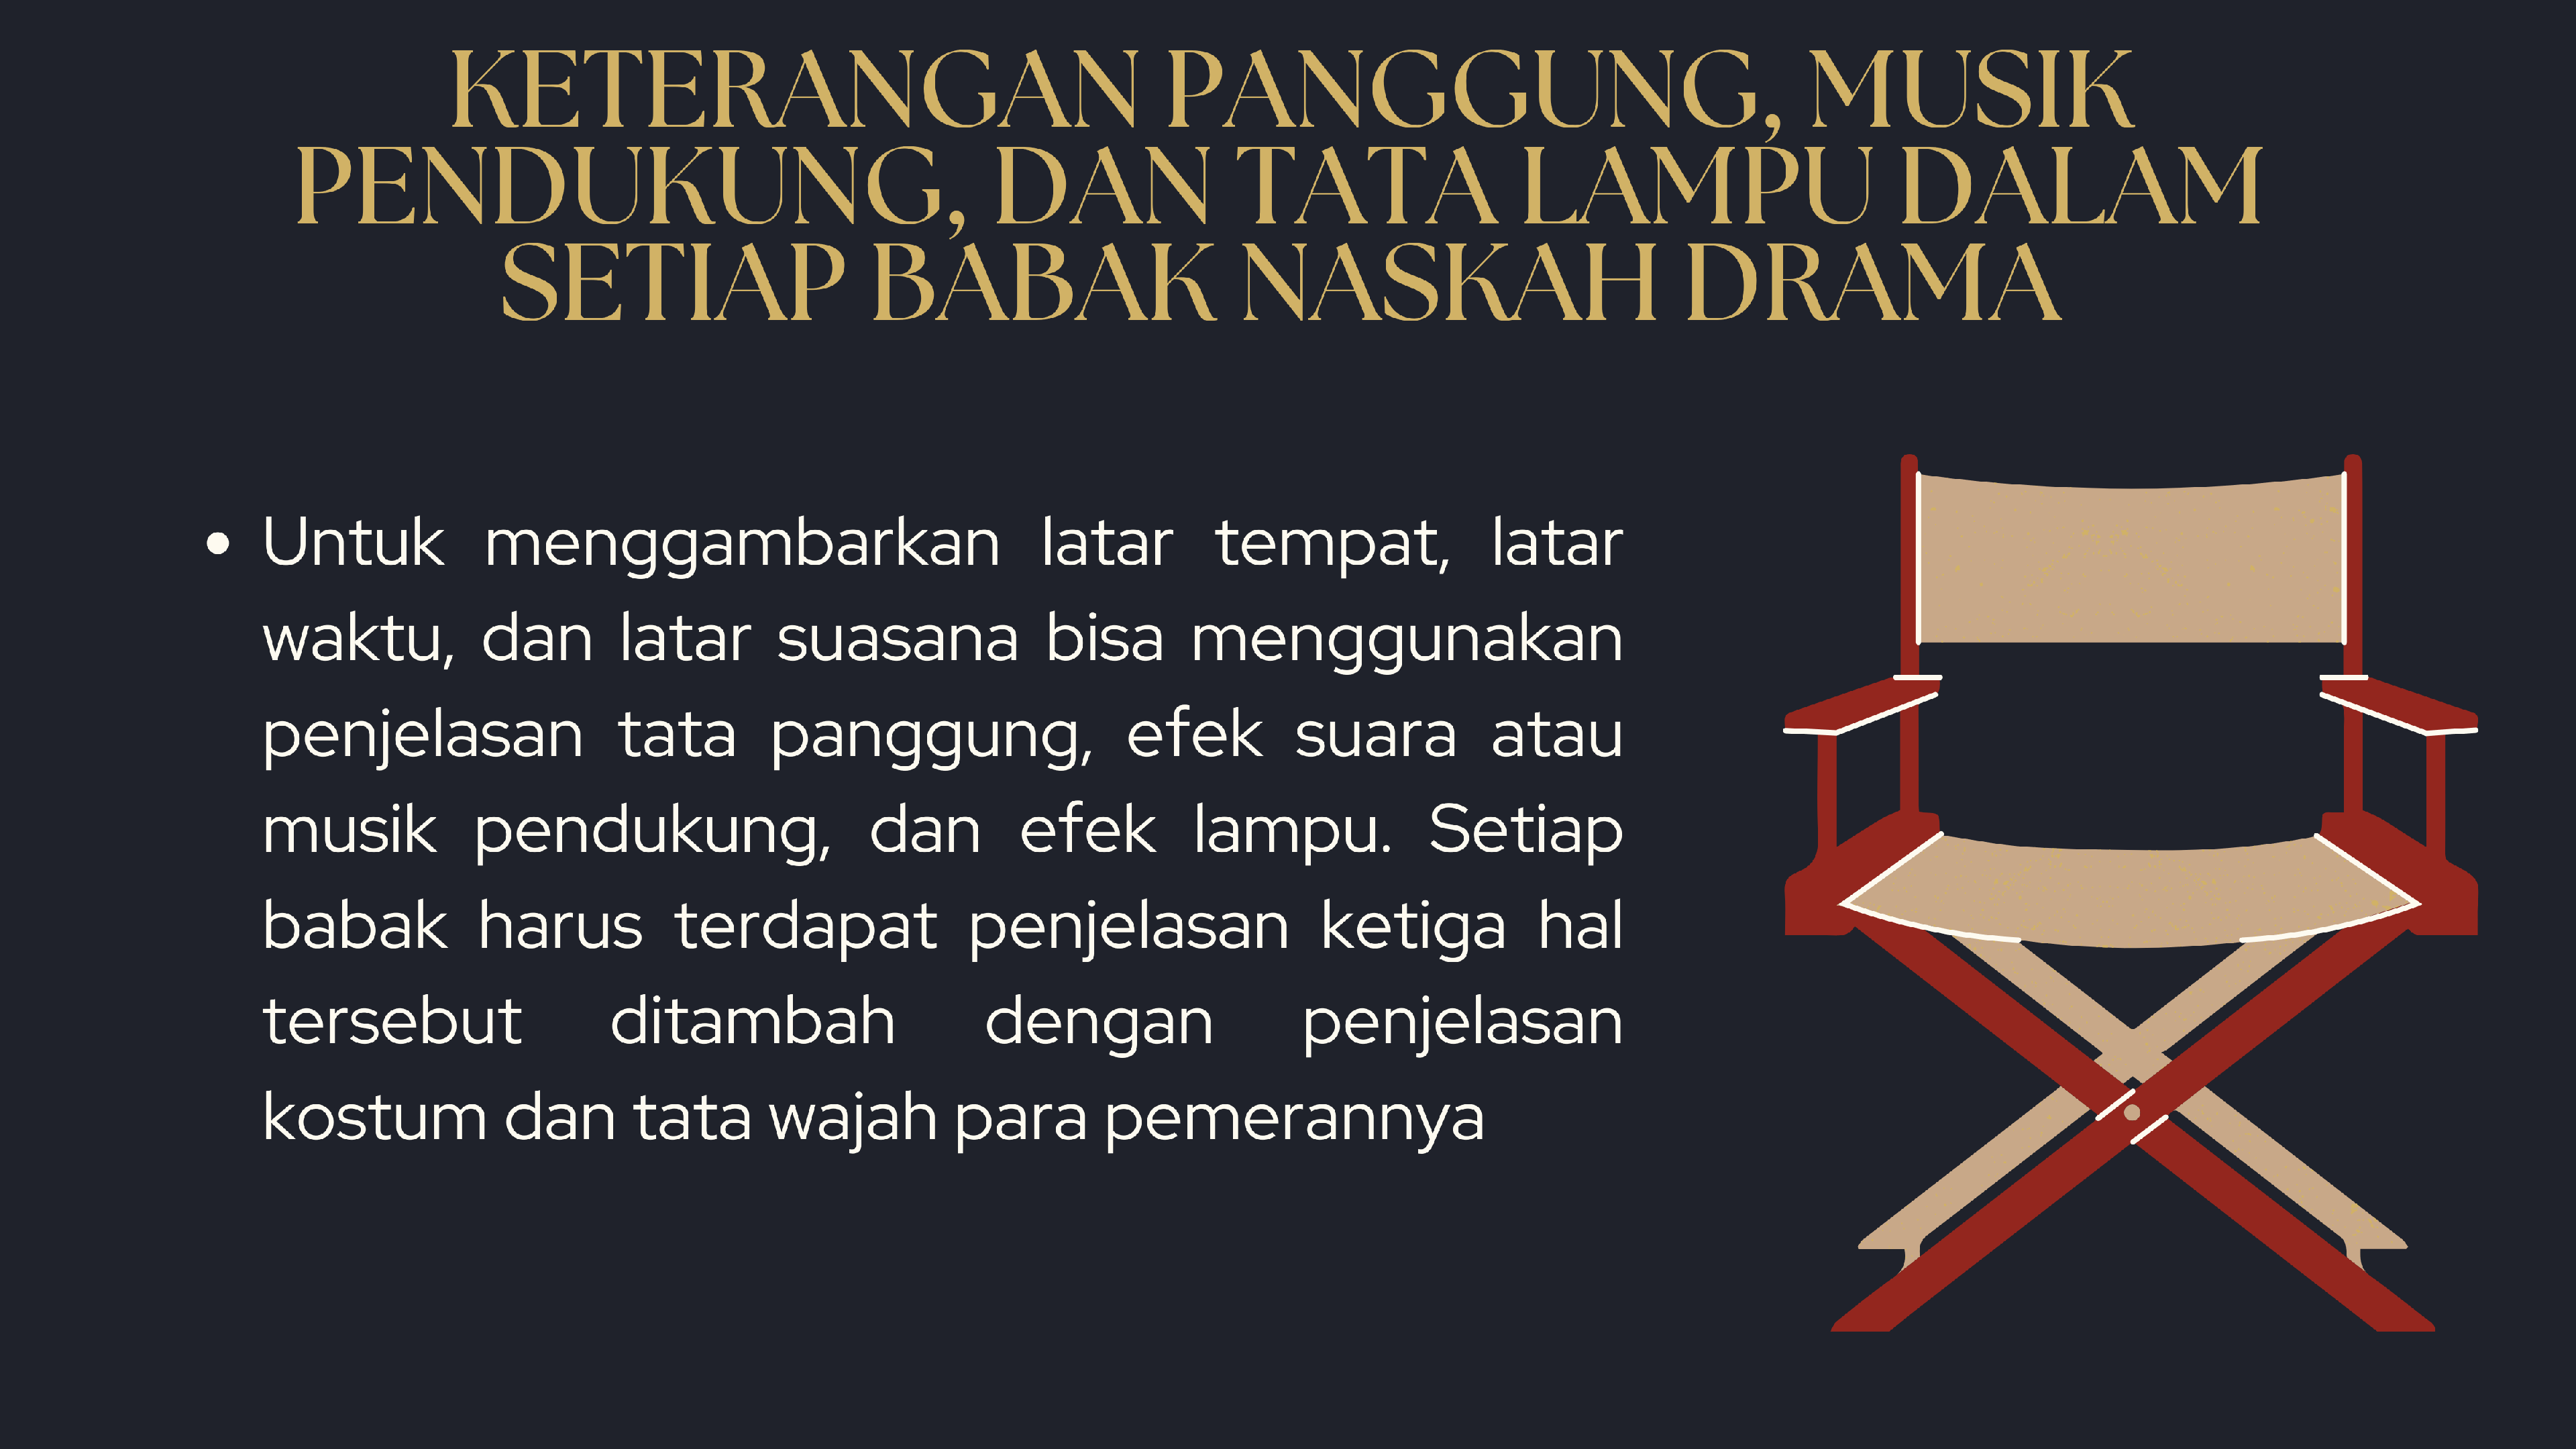 KETERANGAN PANGGUNG, MUSIK
PENDUKUNG, DAN TATA LAMPU DALAM
SETIAP BABAK NASKAH DRAMA
• Untuk menggambarkan latar tempat, latar
waktu, dan latar suasana bisa menggunakan
penjelasan tata panggung, efek suara atau
musik pendukung, dan efek lampu. Setiap
babak harus terdapat penjelasan ketiga hal
tersebut ditambah dengan penjelasan
kostum dan tata wajah para pemerannya